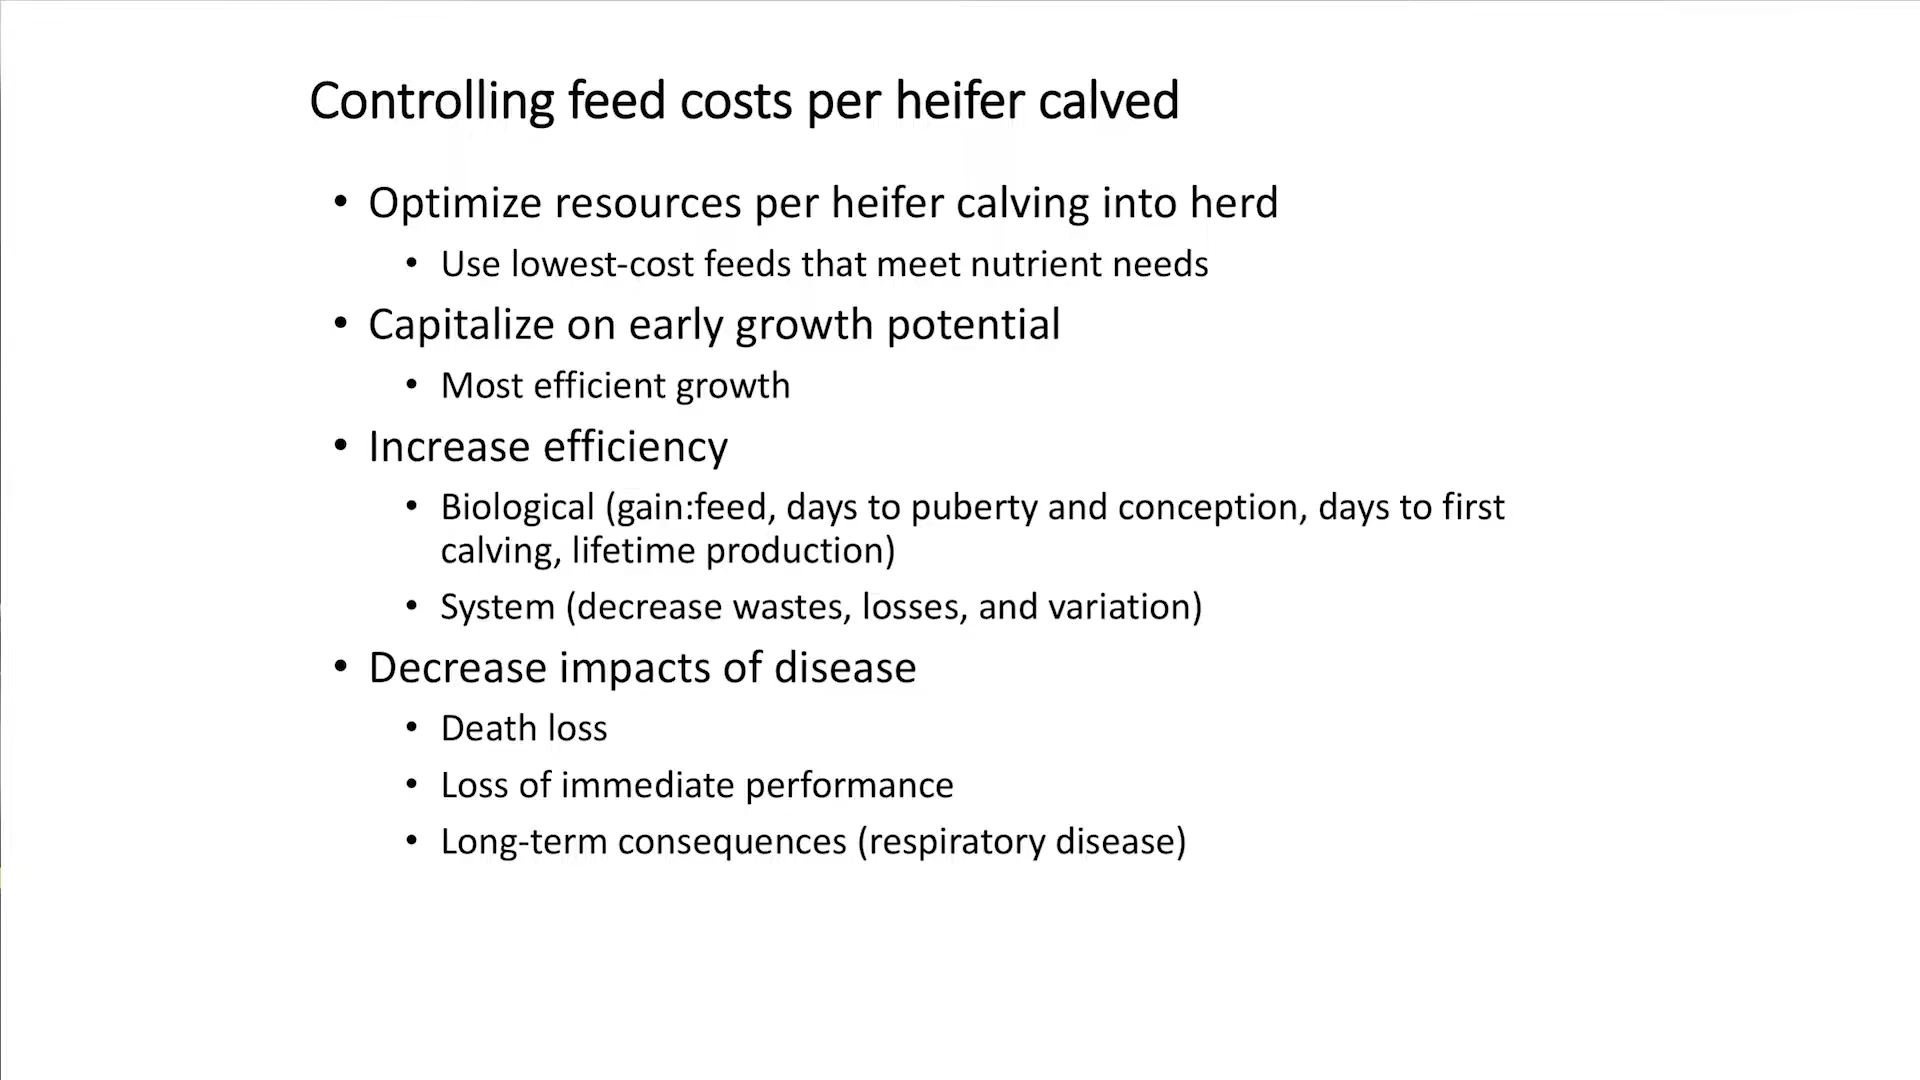 Controlling feed costs per heifer calved
• Optimize resources per heifer calving into herd
• Use lowest-cost feeds that meet nutrient needs
• Capitalize on early growth potential
• Most efficient growth
• Increase efficiency
• Biological (gain:feed, days to puberty and conception, days to first
calving, lifetime production)
• System (decrease wastes, losses, and variation)
• Decrease impacts of disease
• Death loss
• Loss of immediate performance
• Long-term consequences (respiratory disease)